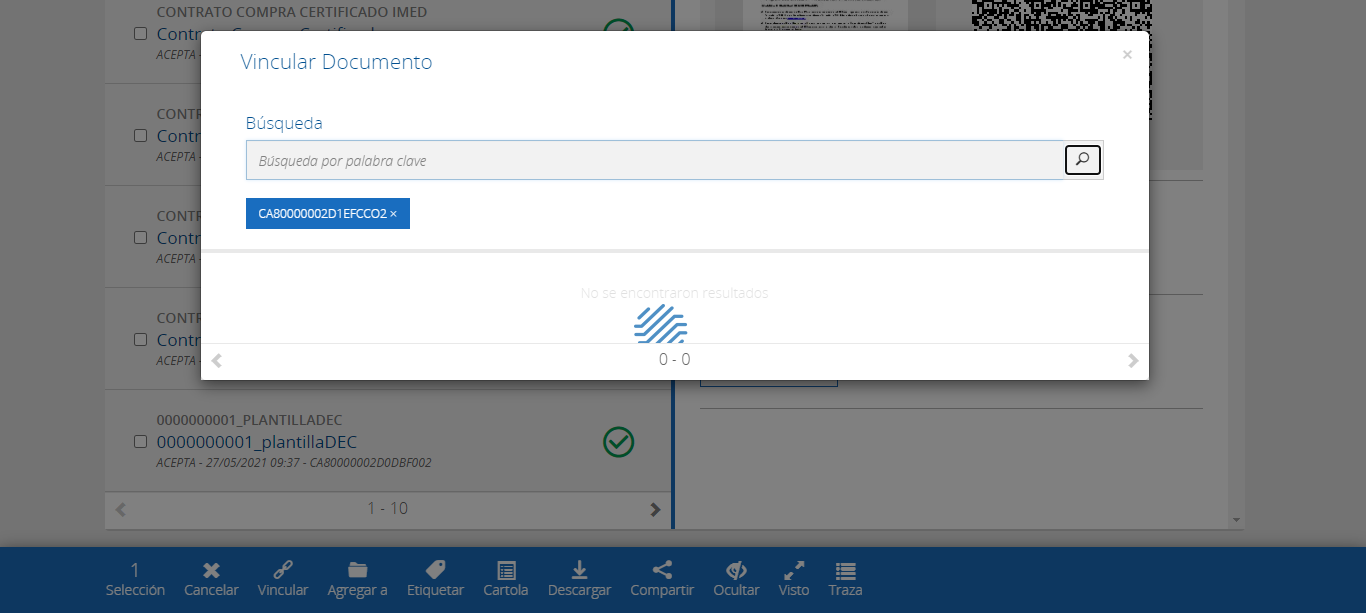 CONTRATO COMPRA CERTIFICADO IMED
ACEPTA -
Vincular Documento
×
Búsqueda
Búsqueda por palabra clave
CA80000002D1EFCCO2 ×
No se encontraron resultados
0 - 0
CONTR
Contr
ACEPTA -
CONTR
Contr
ACEPTA -
CONTR
Contr
ACEPTA -
0000000001_PLANTILLADEC
0000000001_plantillaDEC
ACEPTA - 27/05/2021 09:37 - CA80000002D0DBF002
1 - 10
1
Selección
Cancelar
Vincular
Agregar a
Etiquetar
Cartola
Descargar
Compartir
Ocultar
Visto
Traza